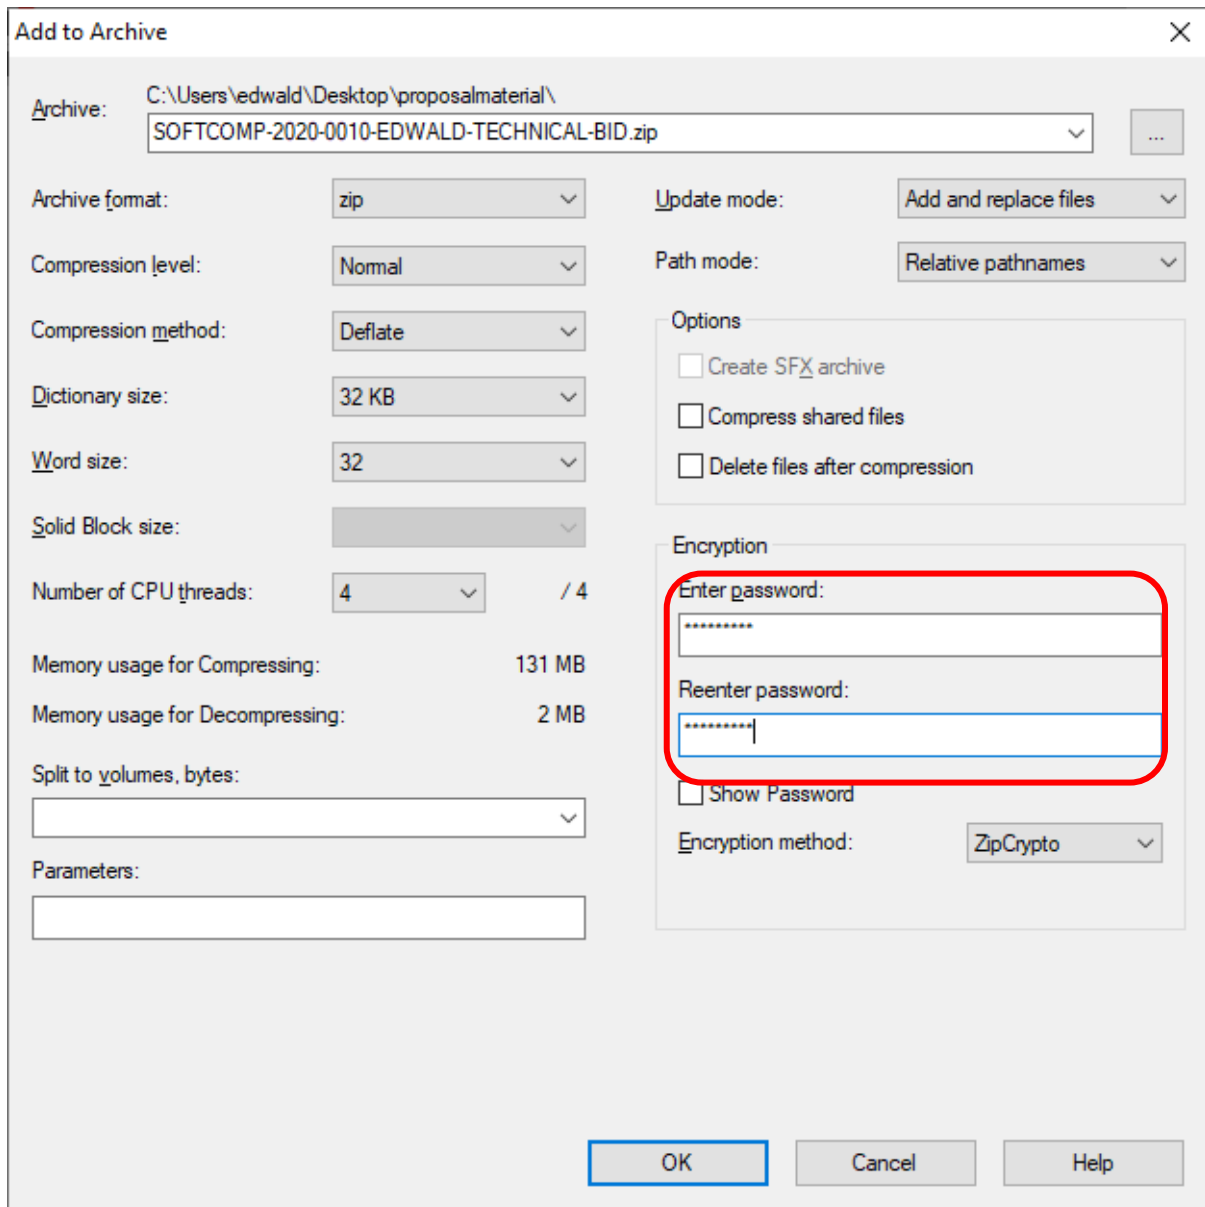 Add to Archive
Archive:
C:\Users\edwald\Desktop\proposalmaterial\
SOFTCOMP-2020-0010-EDWALD-TECHNICAL-BID.zip
...
Archive format:
zip
Compression level:
Normal
Compression method:
Deflate
Dictionary size:
32 KB
Word size:
32
Solid Block size:
Number of CPU threads:
4
/ 4
Memory usage for Compressing:
131 MB
Memory usage for Decompressing:
2 MB
Split to volumes, bytes:
Parameters:
Update mode:
Add and replace files
Path mode:
Relative pathnames
Options
Create SFX archive
Compress shared files
Delete files after compression
Encryption
Enter password:
*********
Reenter password:
*********
Show Password
Encryption method:
ZipCrypto
OK
Cancel
Help